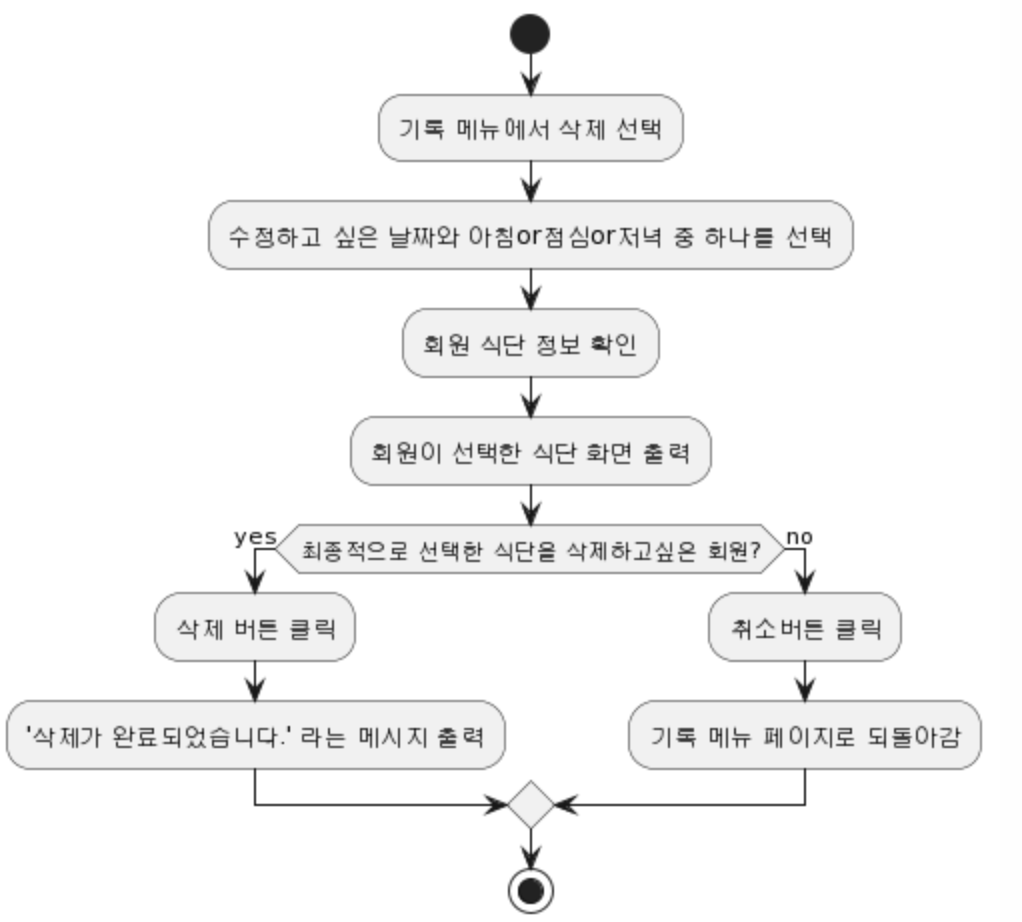 기록 메뉴에서 삭제 선택
수정하고 싶은 날짜와 아침or점심or저녁 중 하나를 선택
회원 식단 정보 확인
회원이 선택한 식단 화면 출력
yes
최종적으로 선택한 식단을 삭제하고싶은 회원?
no
삭제 버튼 클릭
취소버튼 클릭
'삭제가 완료되었습니다.' 라는 메시지 출력
기록 메뉴 페이지로 되돌아감